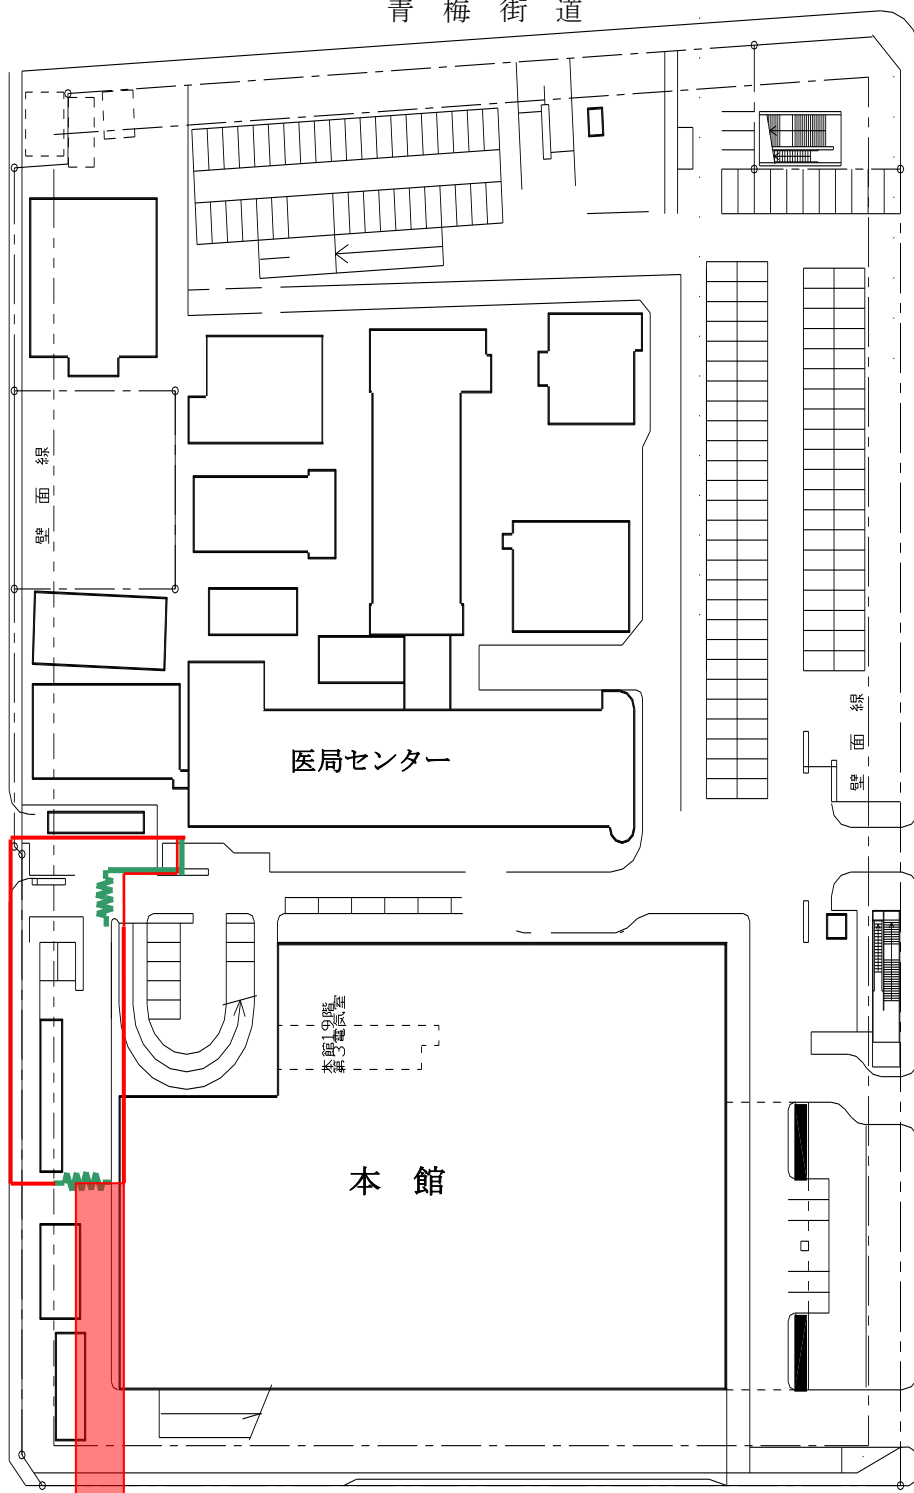 青梅街道
壁面線
壁面線
医局センター
本館19階
第3電気室
本館